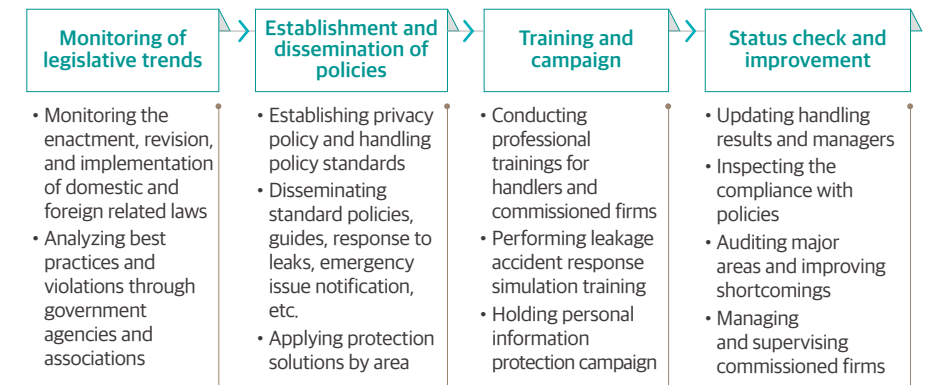 Monitoring of
legislative trends
• Monitoring the
enactment, revision,
and implementation
of domestic and
foreign related laws
• Analyzing best
practices and
violations through
government
agencies and
associations
Establishment and
dissemination of
policies
• Establishing privacy
policy and handling
policy standards
• Disseminating
standard policies,
guides, response to
leaks, emergency
issue notification,
etc.
• Applying protection
solutions by area
Training and
campaign
• Conducting
professional
trainings for
handlers and
commissioned firms
• Performing leakage
accident response
simulation training
• Holding personal
information
protection campaign
Status check and
improvement
• Updating handling
results and managers
• Inspecting the
compliance with
policies
• Auditing major
areas and improving
shortcomings
• Managing
and supervising
commissioned firms